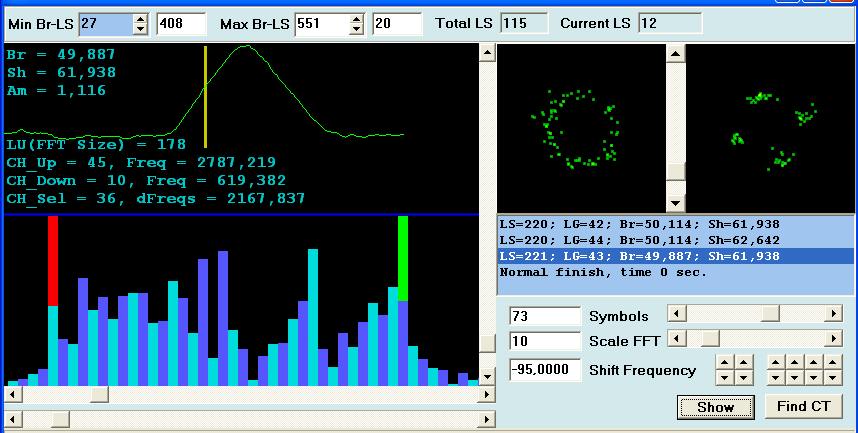 Min Br-LS 27 408 Max Br-LS 551 20 Total LS 115 Current LS 12
Br = 49,887
Sh = 61,938
Am = 1,116
LU(FFT Size) = 178
CH_Up = 45, Freq = 2787,219
CH_Down = 10, Freq = 619,382
CH_Sel = 36, dFreqs = 2167,837
LS=220; LG=42; Br=50,114; Sh=61,938
LS=220; LG=44; Br=50,114; Sh=62,642
LS=221; LG=43; Br=49,887; Sh=61,938
Normal finish, time 0 sec.
73 Symbols
10 Scale FFT
-95,0000 Shift Frequency
Show Find CT